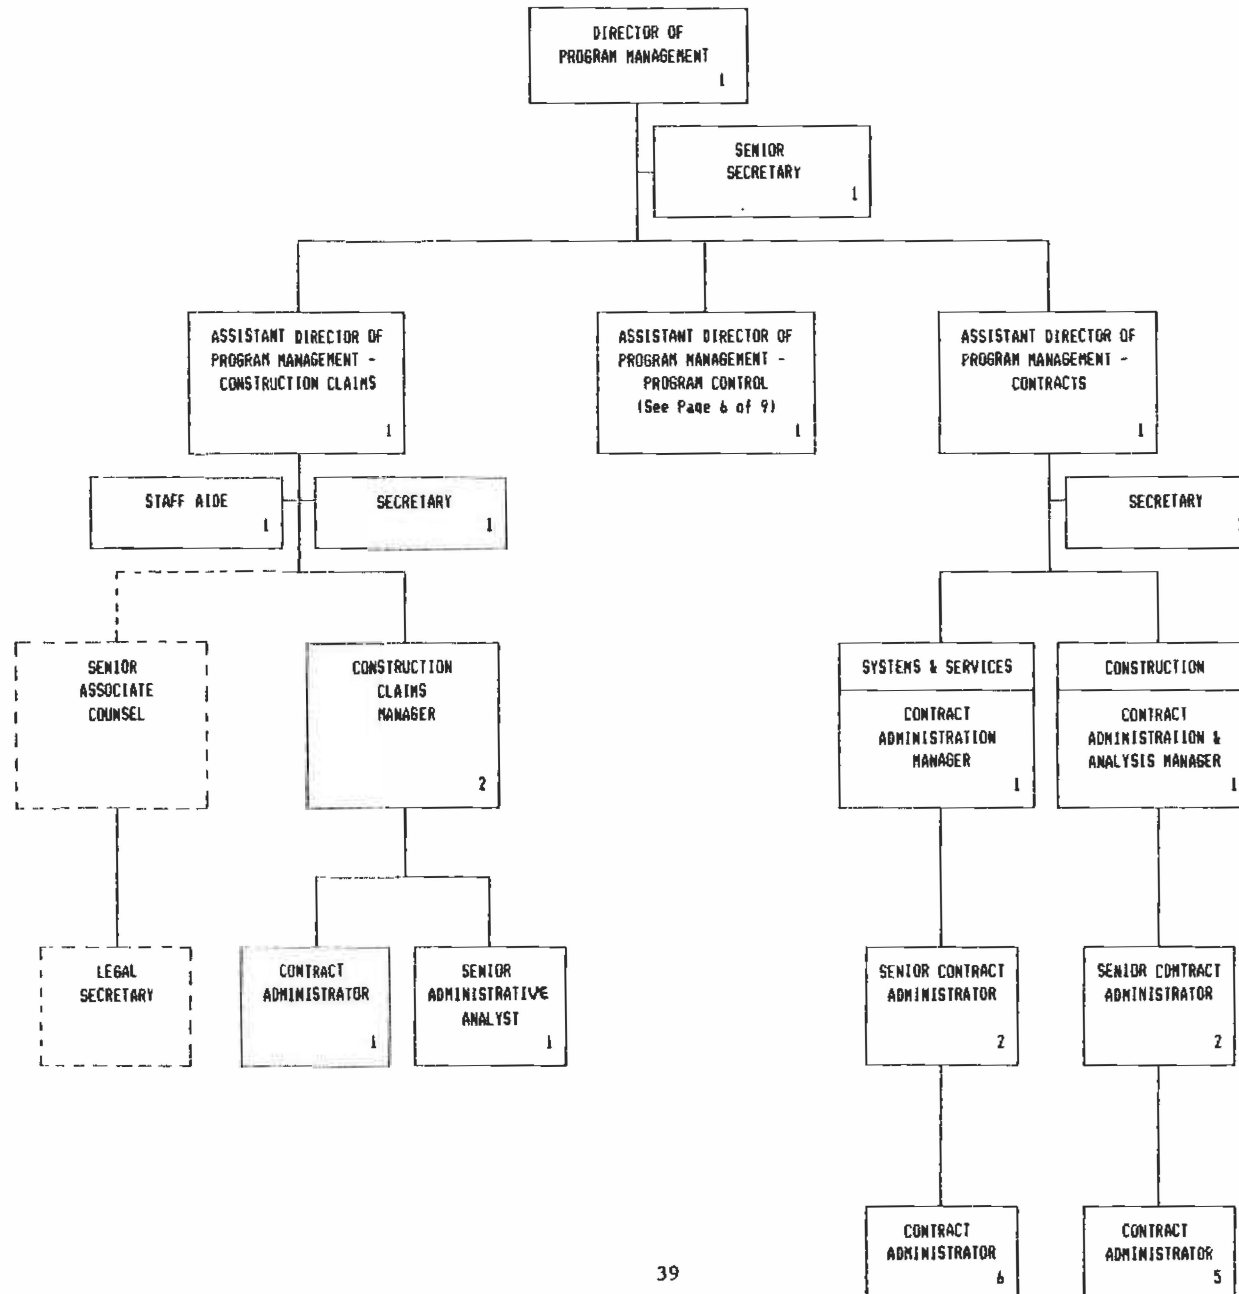 DIRECTOR OF
PROGRAM MANAGEMENT
1
SENIOR
SECRETARY
1
ASSISTANT DIRECTOR OF
PROGRAM MANAGEMENT -
CONSTRUCTION CLAIMS
1
ASSISTANT DIRECTOR OF
PROGRAM MANAGEMENT -
PROGRAM CONTROL
(See Page 6 of 9)
1
ASSISTANT DIRECTOR OF
PROGRAM MANAGEMENT -
CONTRACTS
1
STAFF AIDE
1
SECRETARY
1
SECRETARY
SENIOR
ASSOCIATE
COUNSEL
CONSTRUCTION
CLAIMS
MANAGER
2
SYSTEMS & SERVICES
CONTRACT
ADMINISTRATION
MANAGER
1
CONSTRUCTION
CONTRACT
ADMINISTRATION &
ANALYSIS MANAGER
1
LEGAL
SECRETARY
CONTRACT
ADMINISTRATOR
1
SENIOR
ADMINISTRATIVE
ANALYST
1
SENIOR CONTRACT
ADMINISTRATOR
2
SENIOR CONTRACT
ADMINISTRATOR
2
CONTRACT
ADMINISTRATOR
6
CONTRACT
ADMINISTRATOR
5
39